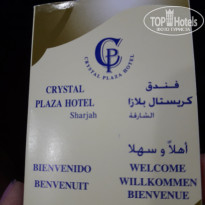 TOP HOTELS
CP
CRYSTAL PLAZA HOTEL
CRYSTAL
PLAZA HOTEL
Sharjah
فندق
كريستال بلازا
الشارقة
أهلاً و سهلا
BIENVENIDO
BENVENUIT
WELCOME
WILLKOMMEN
BIENVENUE